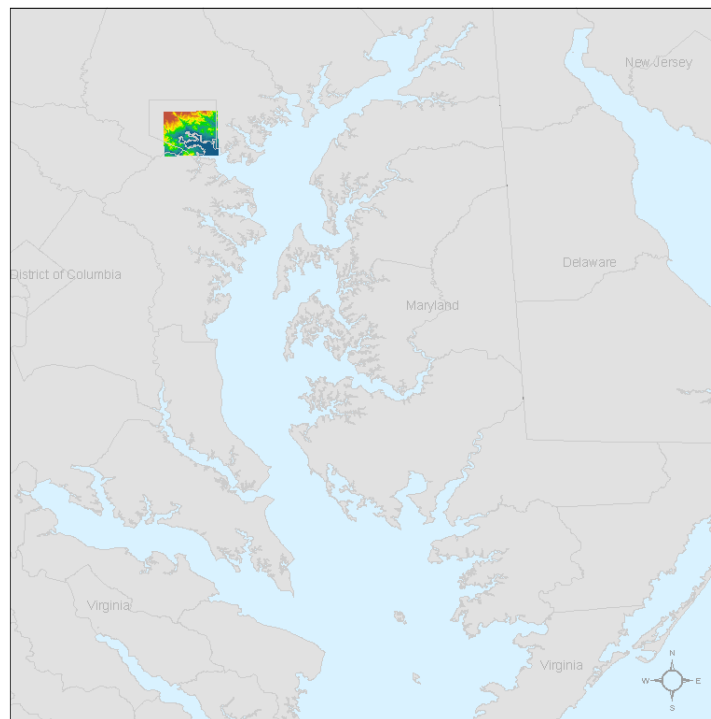 New Jersey
District of Columbia
Delaware
Maryland
Virginia
Virginia
N
W
E
S